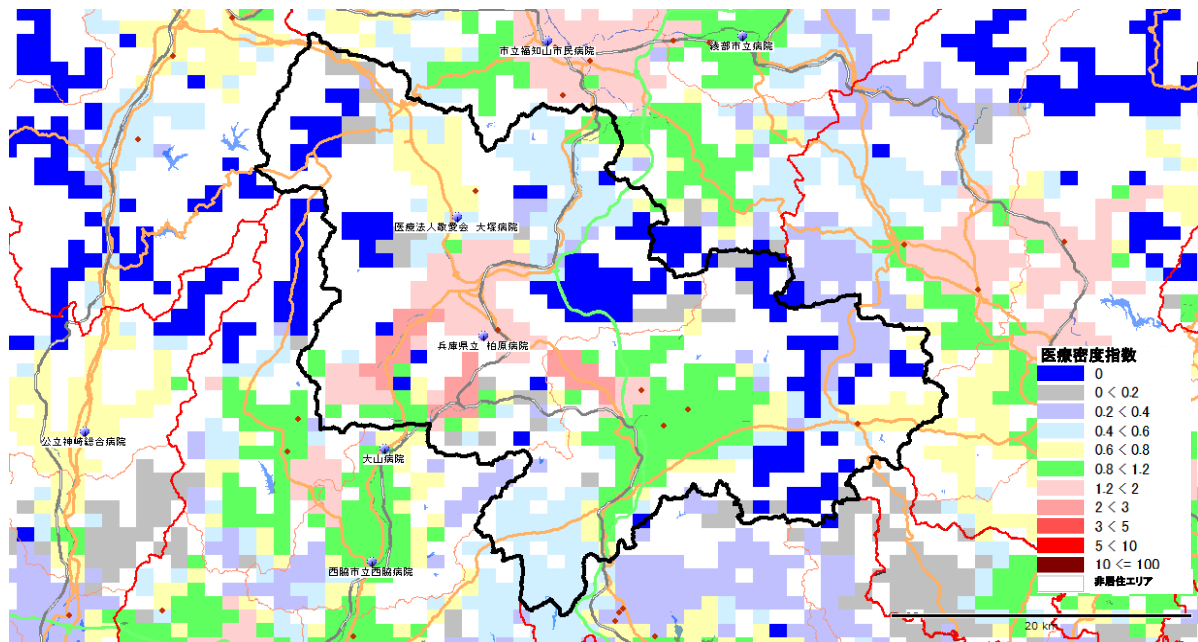 市立福知山市民病院
綾部市立病院
医療法人敬愛会 大塚病院
兵庫県立 柏原病院
公立神崎総合病院
大山病院
西脇市立西脇病院
医療密度指数
0
0 < 0.2
0.2 < 0.4
0.4 < 0.6
0.6 < 0.8
0.8 < 1.2
1.2 < 2
2 < 3
3 < 5
5 < 10
10 <= 100
非居住エリア
20 km